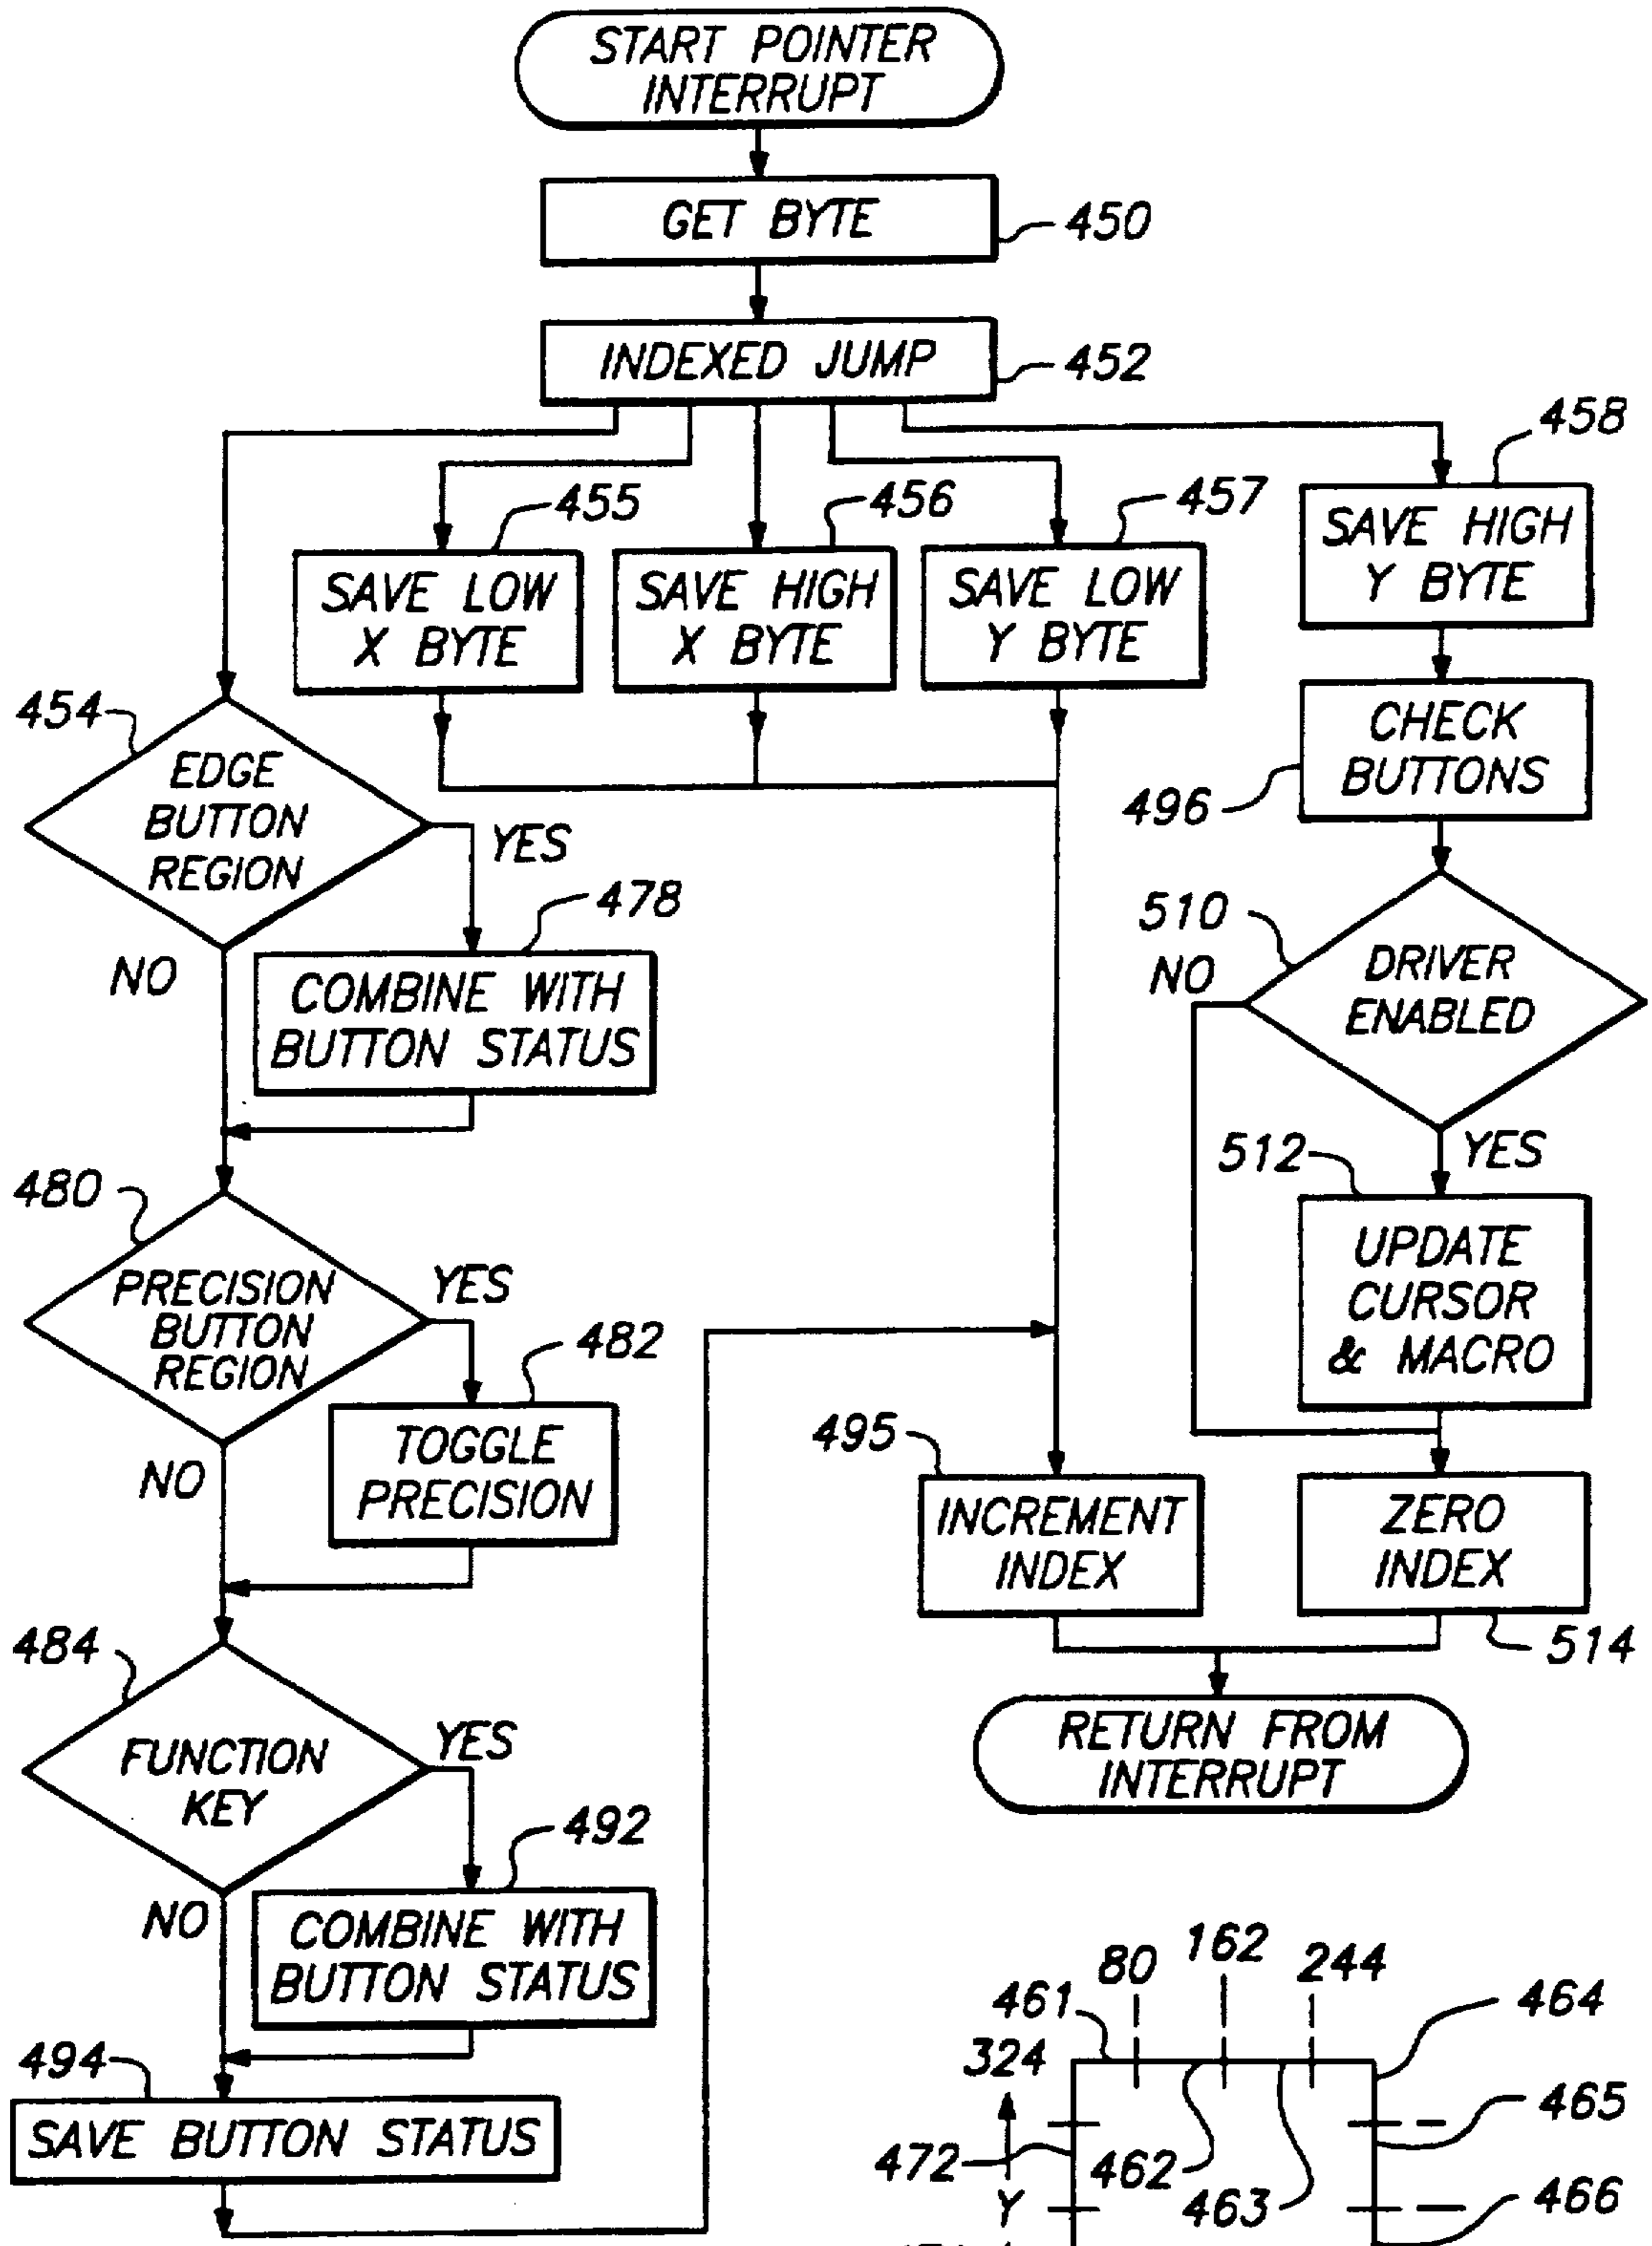 START POINTER
INTERRUPT
GET BYTE
450
INDEXED JUMP
452
458
455
456
457
SAVE LOW
X BYTE
SAVE HIGH
X BYTE
SAVE LOW
Y BYTE
SAVE HIGH
Y BYTE
454
EDGE
BUTTON
REGION
YES
NO
CHECK
BUTTONS
496
478
COMBINE WITH
BUTTON STATUS
510
NO
DRIVER
ENABLED
YES
512
UPDATE
CURSOR
& MACRO
480
PRECISION
BUTTON
REGION
YES
NO
482
TOGGLE
PRECISION
495
INCREMENT
INDEX
ZERO
INDEX
514
RETURN FROM
INTERRUPT
484
FUNCTION
KEY
YES
NO
492
COMBINE WITH
BUTTON STATUS
494
SAVE BUTTON STATUS
80
162
244
461
464
324
465
472
462
463
Y
466